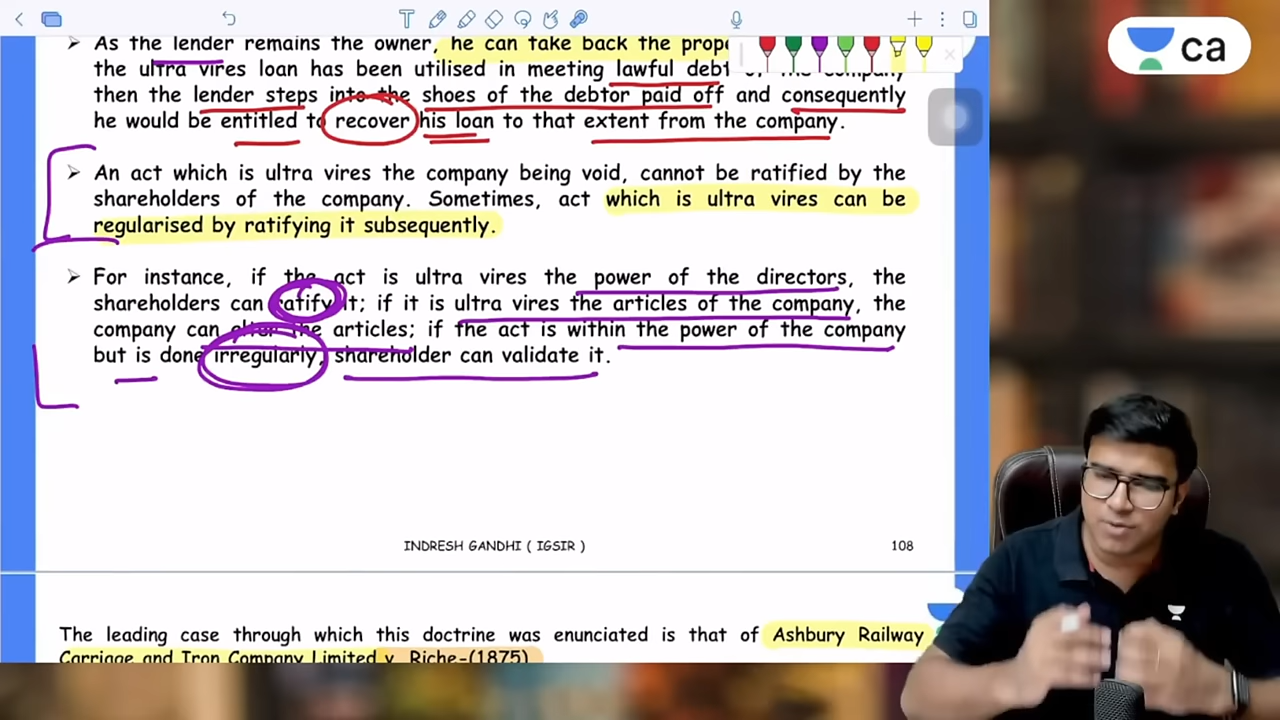 ca
As the lender remains the owner, he can take back the
the ultra vires loan has been utilised in meeting lawful debt
then the lender steps into the shoes of the debtor paid off and consequently
he would be entitled to recover his loan to that extent from the company.
➤ An act which is ultra vires the company being void, cannot be ratified by the
shareholders of the company. Sometimes, act which is ultra vires can be
regularised by ratifying it subsequently.
➤ For instance, if the act is ultra vires the power of the directors, the
shareholders can ratify it; if it is ultra vires the articles of the company, the
company can alter the articles; if the act is within the power of the company
but is done irregularly, shareholder can validate it.
INDRESH GANDHI ( IGSIR ) 108
The leading case through which this doctrine was enunciated is that of Ashbury Railway
Carriage and Iron Company Limited v. Riche-(1875)